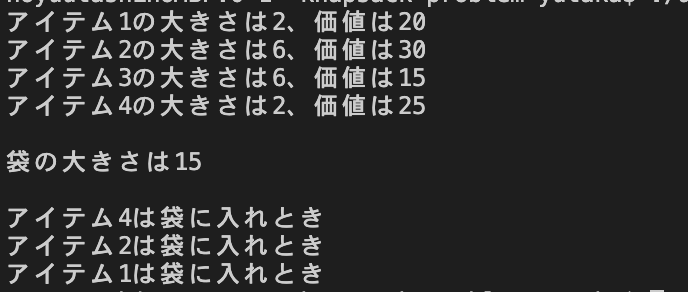 アイテム1の大きさは2、価値は20
アイテム2の大きさは6、価値は30
アイテム3の大きさは6、価値は15
アイテム4の大きさは2、価値は25
袋の大きさは15
アイテム4は袋に入れとき
アイテム2は袋に入れとき
アイテム1は袋に入れとき